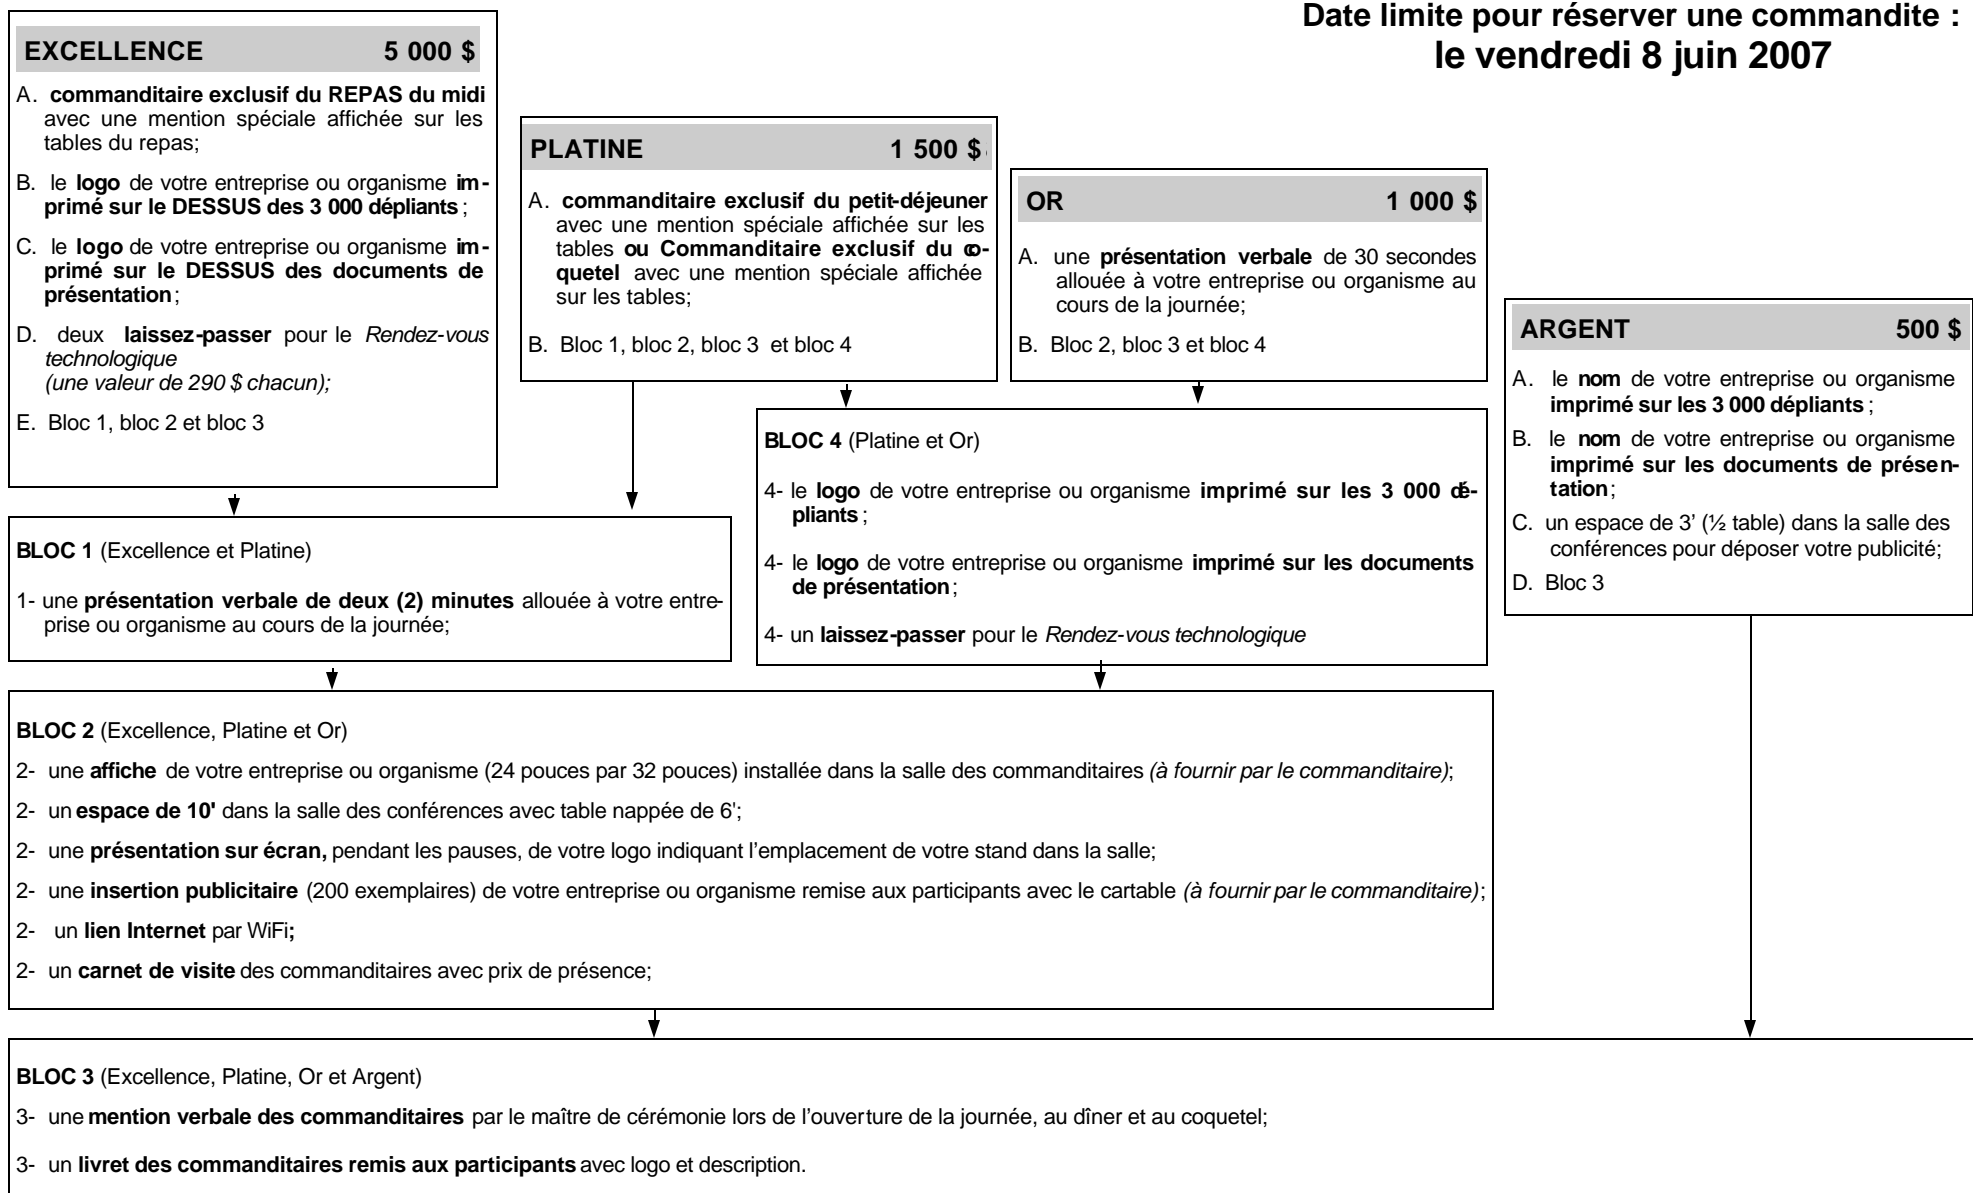 Date limite pour réserver une commandite :
le vendredi 8 juin 2007
EXCELLENCE 5 000 $
A. commanditaire exclusif du REPAS du midi
avec une mention spéciale affichée sur les
tables du repas;
B. le logo de votre entreprise ou organisme im-
primé sur le DESSUS des 3 000 dépliants ;
C. le logo de votre entreprise ou organisme im-
primé sur le DESSUS des documents de
présentation ;
D. deux laissez-passer pour le Rendez-vous
technologique
(une valeur de 290 $ chacun);
E. Bloc 1, bloc 2 et bloc 3
PLATINE 1 500 $
A. commanditaire exclusif du petit-déjeuner
avec une mention spéciale affichée sur les
tables ou Commanditaire exclusif du co-
quetel avec une mention spéciale affichée
sur les tables;
B. Bloc 1, bloc 2, bloc 3 et bloc 4
OR 1 000 $
A. une présentation verbale de 30 secondes
allouée à votre entreprise ou organisme au
cours de la journée;
B. Bloc 2, bloc 3 et bloc 4
ARGENT 500 $
A. le nom de votre entreprise ou organisme
imprimé sur les 3 000 dépliants ;
B. le nom de votre entreprise ou organisme
imprimé sur les documents de présen-
tation ;
C. un espace de 3' (½ table) dans la salle des
conférences pour déposer votre publicité;
D. Bloc 3
BLOC 1 (Excellence et Platine)
1- une présentation verbale de deux (2) minutes allouée à votre entre-
prise ou organisme au cours de la journée;
BLOC 4 (Platine et Or)
4- le logo de votre entreprise ou organisme imprimé sur les 3 000 dé-
pliants ;
4- le logo de votre entreprise ou organisme imprimé sur les documents
de présentation ;
4- un laissez-passer pour le Rendez-vous technologique
BLOC 2 (Excellence, Platine et Or)
2- une affiche de votre entreprise ou organisme (24 pouces par 32 pouces) installée dans la salle des commanditaires (à fournir par le commanditaire);
2- un espace de 10' dans la salle des conférences avec table nappée de 6';
2- une présentation sur écran, pendant les pauses, de votre logo indiquant l'emplacement de votre stand dans la salle;
2- une insertion publicitaire (200 exemplaires) de votre entreprise ou organisme remise aux participants avec le cartable (à fournir par le commanditaire);
2- un lien Internet par WiFi;
2- un carnet de visite des commanditaires avec prix de présence;
BLOC 3 (Excellence, Platine, Or et Argent)
3- une mention verbale des commanditaires par le maître de cérémonie lors de l'ouverture de la journée, au dîner et au coquetel;
3- un livret des commanditaires remis aux participants avec logo et description.